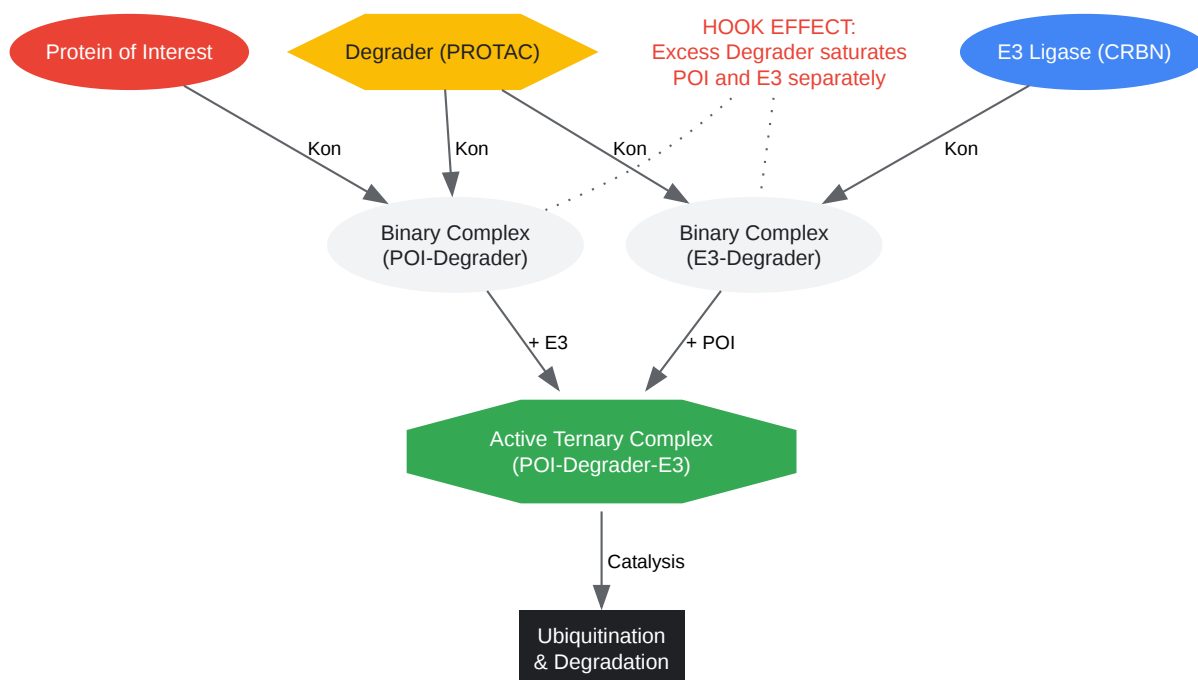 Protein of Interest
Degrader (PROTAC)
HOOK EFFECT:
Excess Degrader saturates
POI and E3 separately
E3 Ligase (CRBN)
Kon
Kon
Kon
Kon
Binary Complex
(POI-Degrader)
Binary Complex
(E3-Degrader)
+ E3
+ POI
Active Ternary Complex
(POI-Degrader-E3)
Catalysis
Ubiquitination
& Degradation